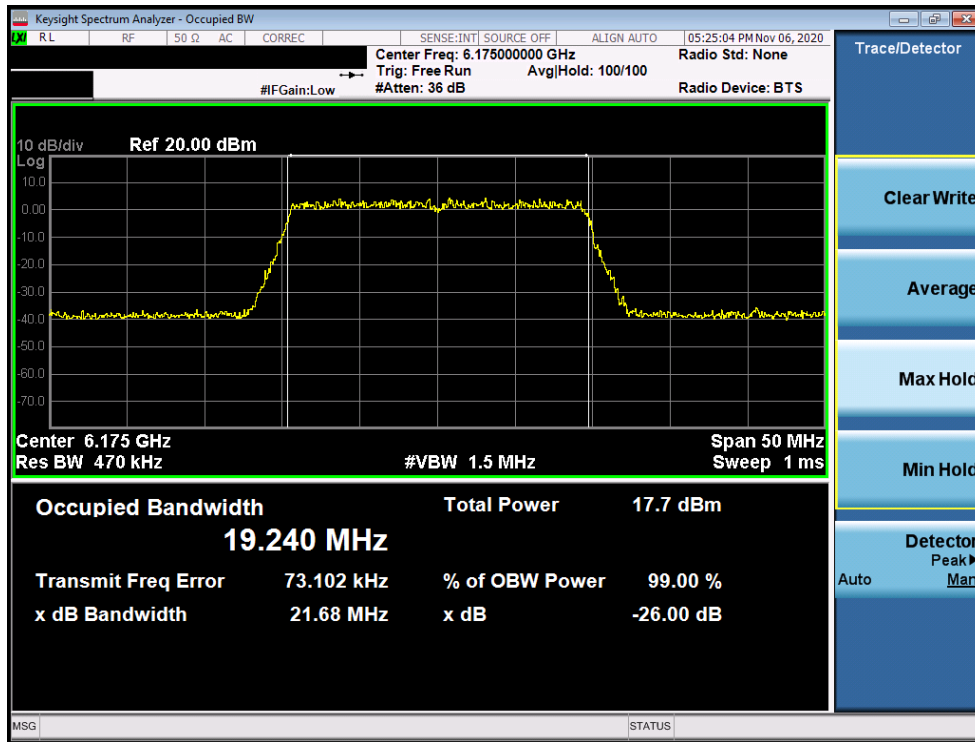 Keysight Spectrum Analyzer - Occupied BW
LXI RL RF 50 Ω AC CORREC SENSE:INT SOURCE OFF ALIGN AUTO 05:25:04 PM Nov 06, 2020
Center Freq: 6.175000000 GHz Radio Std: None
Trig: Free Run Avg|Hold: 100/100
#IFGain:Low #Atten: 36 dB Radio Device: BTS
Trace/Detector
10 dB/div Ref 20.00 dBm
Log
10.0
0.00
-10.0
-20.0
-30.0
-40.0
-50.0
-60.0
-70.0
Center 6.175 GHz Span 50 MHz
Res BW 470 kHz #VBW 1.5 MHz Sweep 1 ms
Occupied Bandwidth Total Power 17.7 dBm
19.240 MHz
Transmit Freq Error 73.102 kHz % of OBW Power 99.00 %
x dB Bandwidth 21.68 MHz x dB -26.00 dB
Clear Write
Average
Max Hold
Min Hold
Detector
Peak▶
Auto Man
MSG STATUS